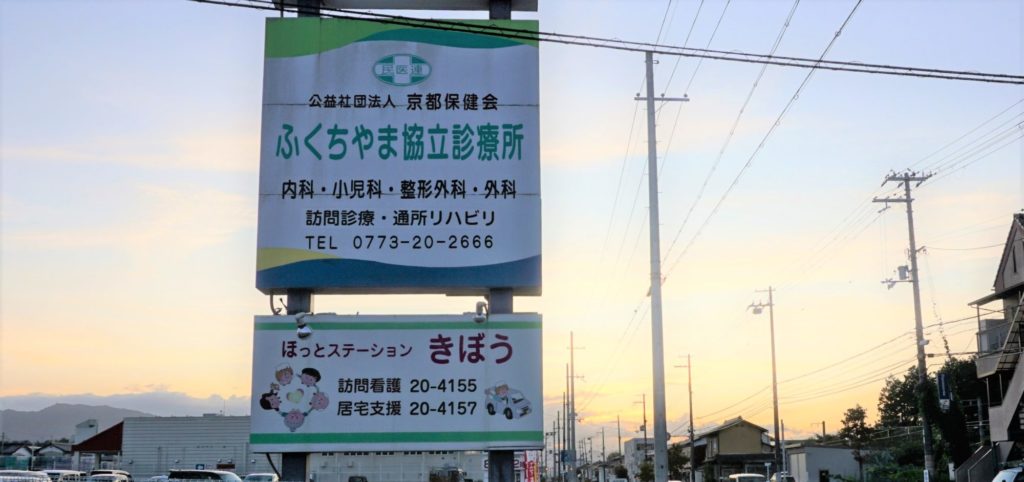 民医連
公益社団法人 京都保健会
ふくちやま協立診療所
内科・小児科・整形外科・外科
訪問診療・通所リハビリ
TEL 0773-20-2666
ほっとステーション きぼう
訪問看護 20-4155
居宅支援 20-4157